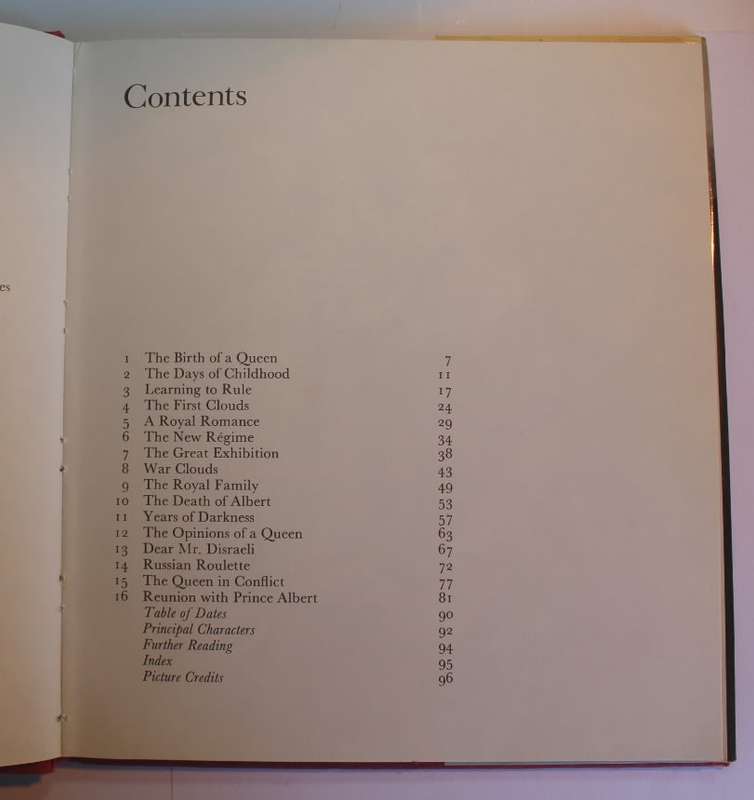 es
Contents
1 The Birth of a Queen 7
2 The Days of Childhood 11
3 Learning to Rule 17
4 The First Clouds 24
5 A Royal Romance 29
6 The New Régime 34
7 The Great Exhibition 38
8 War Clouds 43
9 The Royal Family 49
10 The Death of Albert 53
11 Years of Darkness 57
12 The Opinions of a Queen 63
13 Dear Mr. Disraeli 67
14 Russian Roulette 72
15 The Queen in Conflict 77
16 Reunion with Prince Albert 81
Table of Dates 90
Principal Characters 92
Further Reading 94
Index 95
Picture Credits 96